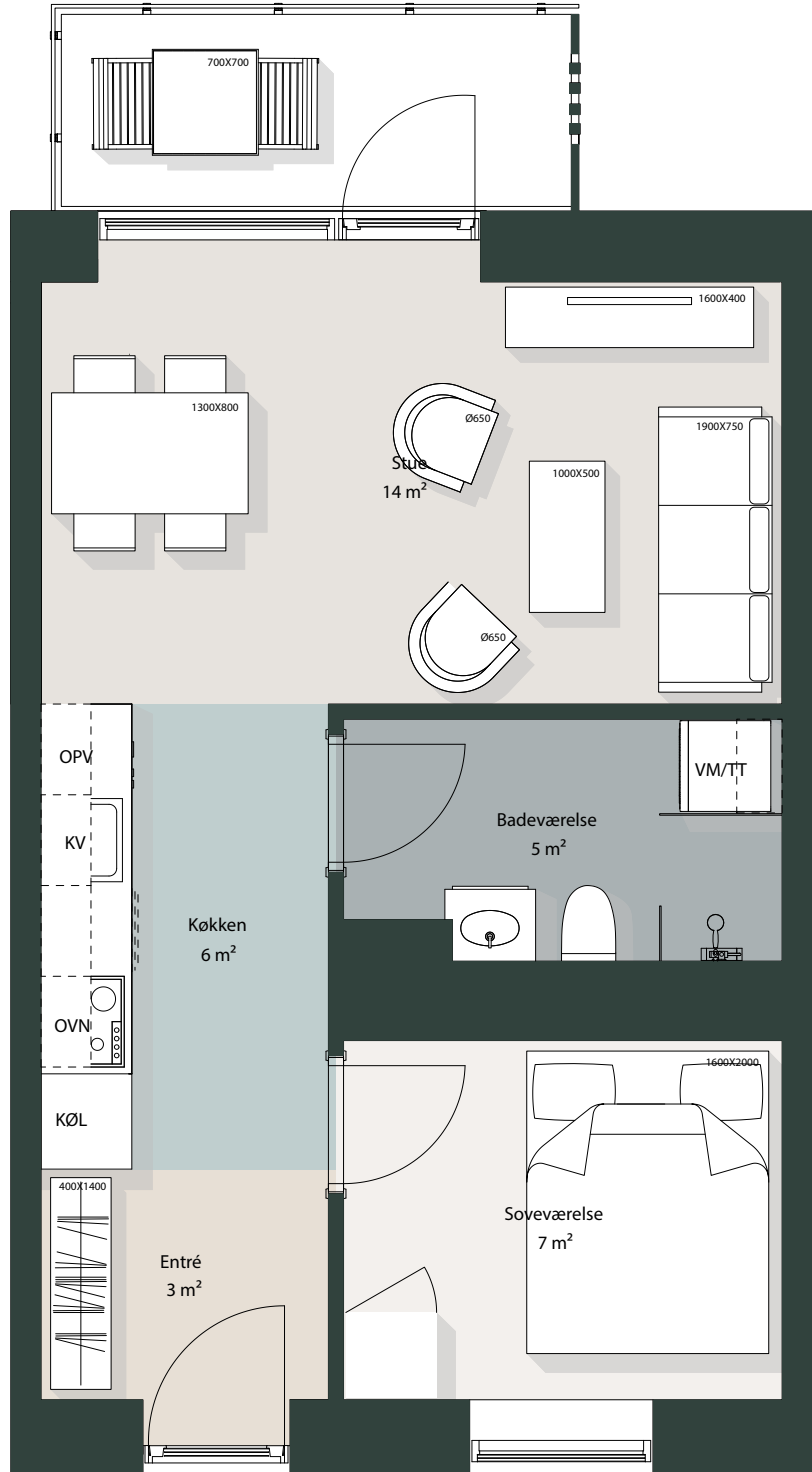 700X700
1600X400
1300X800
Ø650
1900X750
Stue
14 m²
1000X500
Ø650
OPV
VM/TT
KV
Badeværelse
5 m²
Køkken
6 m²
OVN
1600X2000
KØL
400X1400
Soveværelse
7 m²
Entré
3 m²